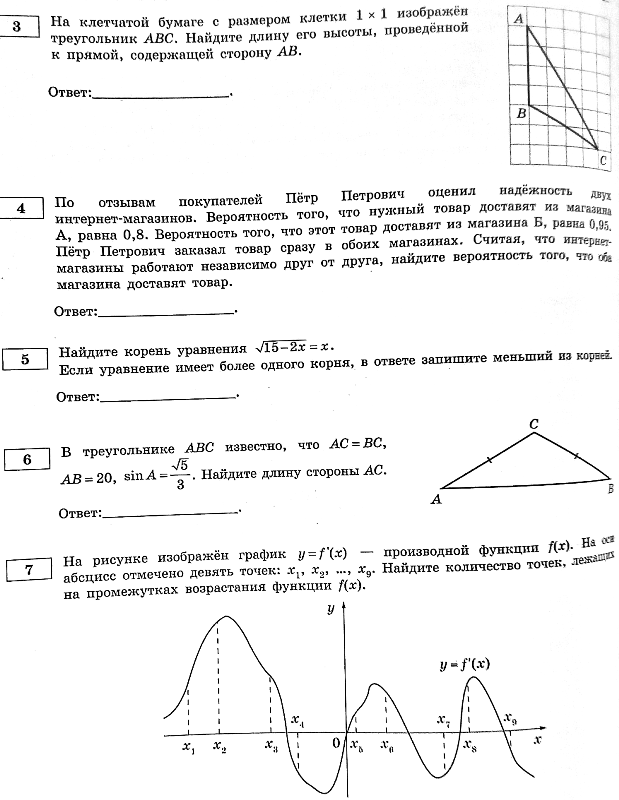 3
На клетчатой бумаге с размером клетки 1 × 1 изображён
треугольник ABC. Найдите длину его высоты, проведённой
к прямой, содержащей сторону AB.
Ответ:____________________.
A
B
C
4
По отзывам покупателей Пётр Петрович оценил надёжность двух
интернет-магазинов. Вероятность того, что нужный товар доставят из магазина
А, равна 0,8. Вероятность того, что этот товар доставят из магазина Б, равна 0,95.
Пётр Петрович заказал товар сразу в обоих магазинах. Считая, что интернет-
магазины работают независимо друг от друга, найдите вероятность того, что оба
магазина доставят товар.
Ответ:____________________.
5
Найдите корень уравнения √15−2x = x.
Если уравнение имеет более одного корня, в ответе запишите меньший из корней.
Ответ:____________________.
6
В треугольнике ABC известно, что AC = BC,
AB = 20, sin A = √5/3. Найдите длину стороны AC.
Ответ:____________________.
C
A
B
7
На рисунке изображён график y = f'(x) — производной функции f(x). На оси
абсцисс отмечено девять точек: x₁, x₂, ..., x₉. Найдите количество точек, лежащих
на промежутках возрастания функции f(x).
y
y = f'(x)
x₁ x₂ x₃ x₄ 0 x₅ x₆ x₇ x₈ x₉ x